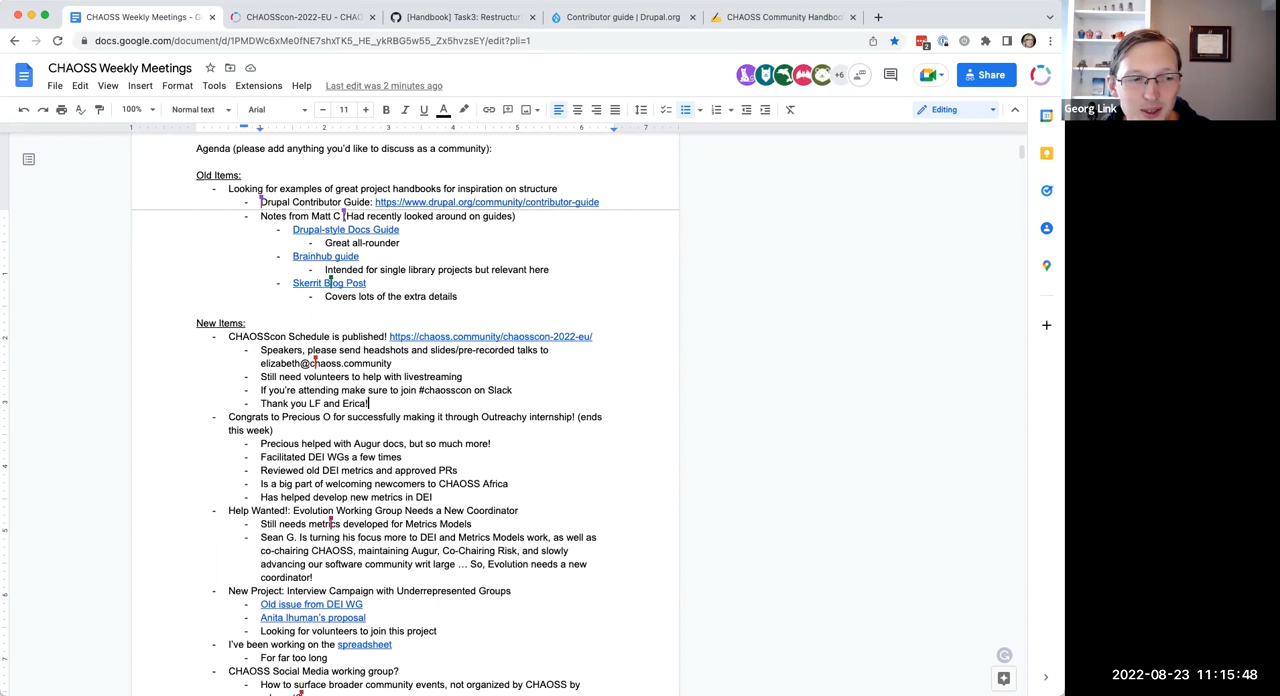 CHAOSS Weekly Meetings - G
CHAOSScon-2022-EU - CHAO
[Handbook] Task3: Restructur
Contributor guide | Drupal.org
CHAOSS Community Handboo
docs.google.com/document/d/1PMDWc6xMe0fNE7shxTK5_HE_ykRBG5w55_Zx5hvzsEY/edit?pli=1
2
CHAOSS Weekly Meetings
File Edit View Insert Format Tools Extensions Help Last edit was 2 minutes ago
+6
Share
100% Normal text Arial 11 B I U A Editing
1 1 2 3 4 5 6 7
Georg Link
Agenda (please add anything you'd like to discuss as a community):
Old Items:
- Looking for examples of great project handbooks for inspiration on structure
- Drupal Contributor Guide: https://www.drupal.org/community/contributor-guide
- Notes from Matt C (Had recently looked around on guides)
- Drupal-style Docs Guide
- Great all-rounder
- Brainhub guide
- Intended for single library projects but relevant here
- Skerrit Blog Post
- Covers lots of the extra details
New Items:
- CHAOSScon Schedule is published! https://chaoss.community/chaosscon-2022-eu/
- Speakers, please send headshots and slides/pre-recorded talks to
elizabeth@chaoss.community
- Still need volunteers to help with livestreaming
- If you're attending make sure to join #chaosscon on Slack
- Thank you LF and Erica!
- Congrats to Precious O for successfully making it through Outreachy internship! (ends
this week)
- Precious helped with Augur docs, but so much more!
- Facilitated DEI WGs a few times
- Reviewed old DEI metrics and approved PRs
- Is a big part of welcoming newcomers to CHAOSS Africa
- Has helped develop new metrics in DEI
- Help Wanted!: Evolution Working Group Needs a New Coordinator
- Still needs metrics developed for Metrics Models
- Sean G. Is turning his focus more to DEI and Metrics Models work, as well as
co-chairing CHAOSS, maintaining Augur, Co-Chairing Risk, and slowly
advancing our software community writ large … So, Evolution needs a new
coordinator!
- New Project: Interview Campaign with Underrepresented Groups
- Old issue from DEI WG
- Anita Ihuman's proposal
- Looking for volunteers to join this project
- I've been working on the spreadsheet
- For far too long
- CHAOSS Social Media working group?
- How to surface broader community events, not organized by CHAOSS by
2022-08-23 11:15:48